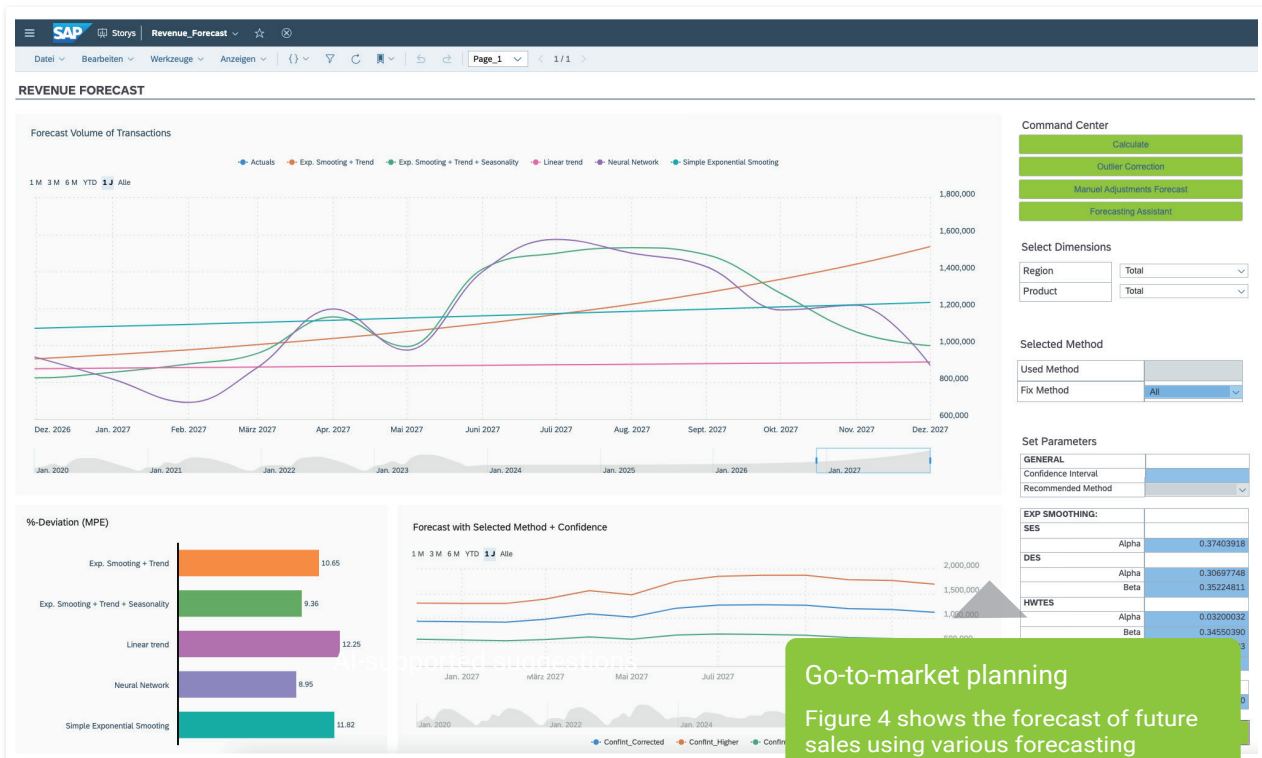 SAP Storys Revenue_Forecast
Datei Bearbeiten Werkzeuge Anzeigen {} Page_1 1/1
REVENUE FORECAST
Forecast Volume of Transactions
Actuals Exp. Smooting + Trend Exp. Smooting + Trend + Seasonality Linear trend Neural Network Simple Exponential Smooting
1 M 3 M 6 M YTD 1 J Alle
1,800,000
1,600,000
1,400,000
1,200,000
1,000,000
800,000
600,000
Dez. 2026 Jan. 2027 Feb. 2027 März 2027 Apr. 2027 Mai 2027 Juni 2027 Juli 2027 Aug. 2027 Sept. 2027 Okt. 2027 Nov. 2027 Dez. 2027
Jan. 2020 Jan. 2021 Jan. 2022 Jan. 2023 Jan. 2024 Jan. 2025 Jan. 2026 Jan. 2027
Command Center
Calculate
Outlier Correction
Manuel Adjustments Forecast
Forecasting Assistant
Select Dimensions
Region Total
Product Total
Selected Method
Used Method
Fix Method All
Set Parameters
GENERAL
Confidence Interval
Recommended Method
EXP SMOOTHING:
SES
Alpha 0.37403918
DES
Alpha 0.30697748
Beta 0.35224811
HWTES
Alpha 0.03200032
Beta 0.34550390
%-Deviation (MPE)
Exp. Smooting + Trend 10.65
Exp. Smooting + Trend + Seasonality 9.36
Linear trend 12.25
Neural Network 8.95
Simple Exponential Smooting 11.82
Forecast with Selected Method + Confidence
1 M 3 M 6 M YTD 1 J Alle
2,000,000
1,500,000
1,000,000
AI-supported suggestions
Jan. 2027 März 2027 Mai 2027 Juli 2027
Jan. 2020 Jan. 2022 Jan. 2024
ConfInt_Corrected ConfInt_Higher
Go-to-market planning
Figure 4 shows the forecast of future
sales using various forecasting